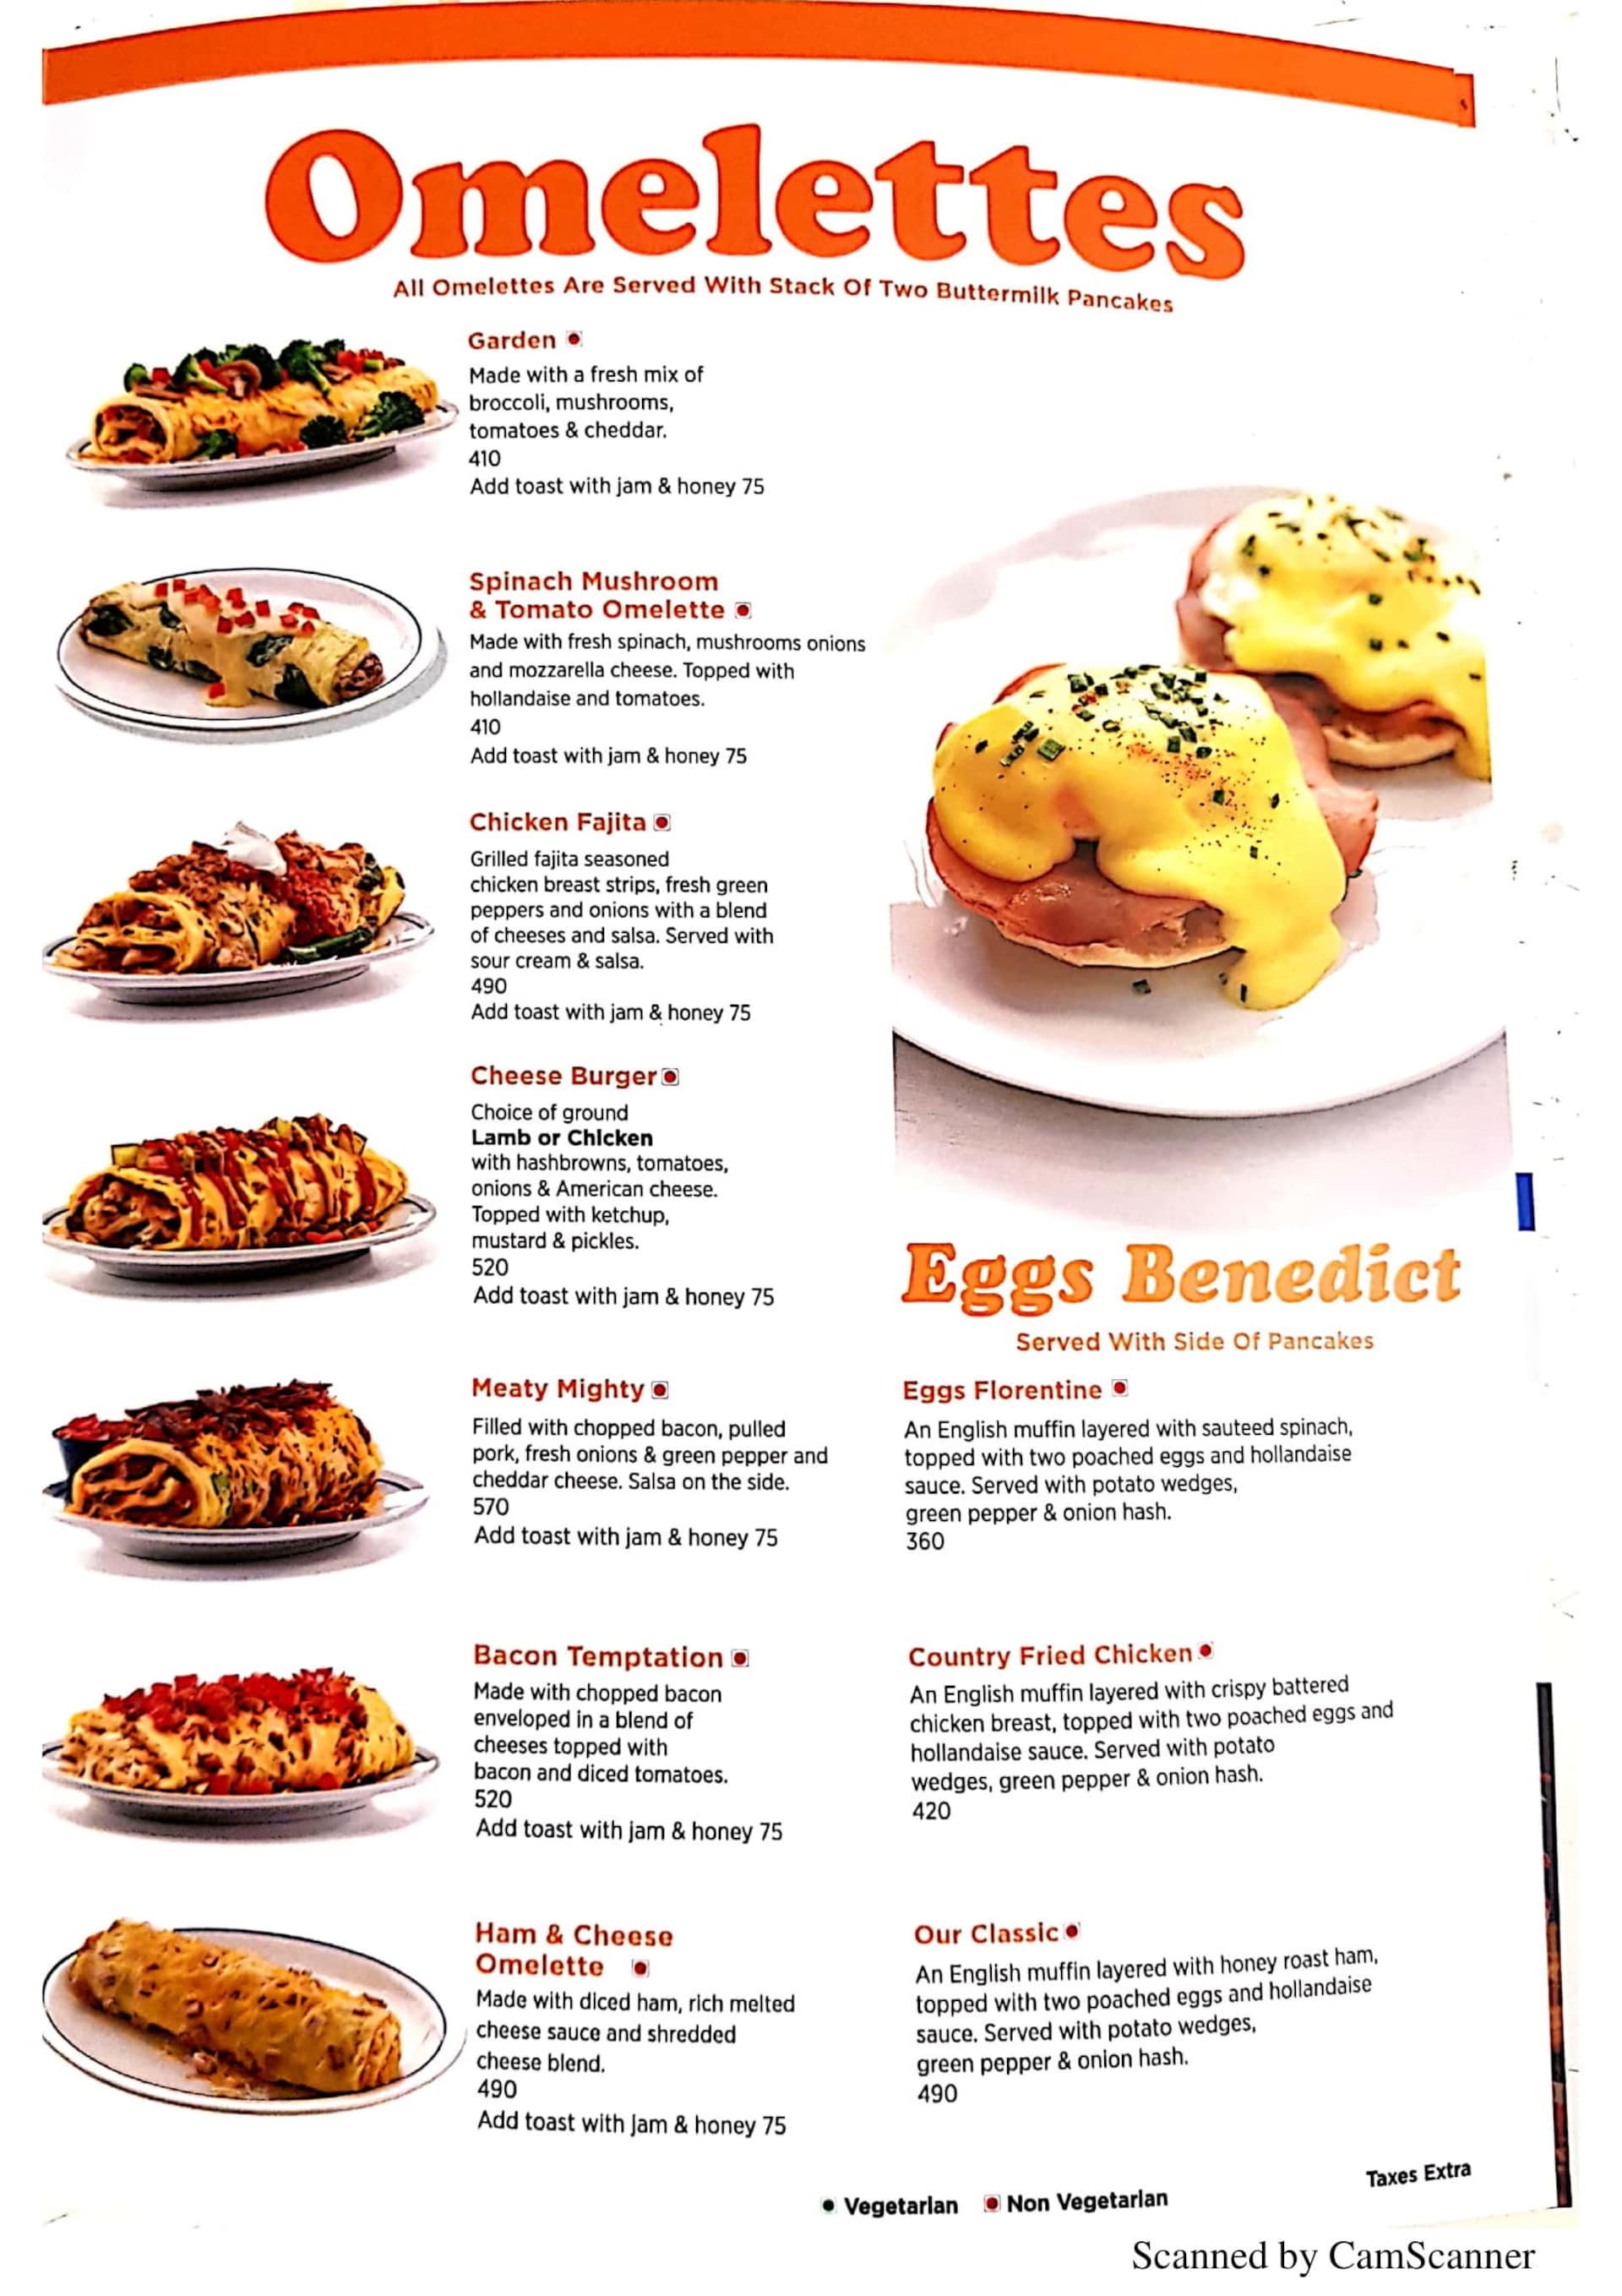 Omelettes
All Omelettes Are Served With Stack Of Two Buttermilk Pancakes
Garden
Made with a fresh mix of
broccoli, mushrooms,
tomatoes & cheddar.
410
Add toast with jam & honey 75
Spinach Mushroom
& Tomato Omelette
Made with fresh spinach, mushrooms onions
and mozzarella cheese. Topped with
hollandaise and tomatoes.
410
Add toast with jam & honey 75
Chicken Fajita
Grilled fajita seasoned
chicken breast strips, fresh green
peppers and onions with a blend
of cheeses and salsa. Served with
sour cream & salsa.
490
Add toast with jam & honey 75
Cheese Burger
Choice of ground
Lamb or Chicken
with hashbrowns, tomatoes,
onions & American cheese.
Topped with ketchup,
mustard & pickles.
520
Add toast with jam & honey 75
Meaty Mighty
Filled with chopped bacon, pulled
pork, fresh onions & green pepper and
cheddar cheese. Salsa on the side.
570
Add toast with jam & honey 75
Bacon Temptation
Made with chopped bacon
enveloped in a blend of
cheeses topped with
bacon and diced tomatoes.
520
Add toast with jam & honey 75
Ham & Cheese
Omelette
Made with diced ham, rich melted
cheese sauce and shredded
cheese blend.
490
Add toast with jam & honey 75
Eggs Benedict
Served With Side Of Pancakes
Eggs Florentine
An English muffin layered with sauteed spinach,
topped with two poached eggs and hollandaise
sauce. Served with potato wedges,
green pepper & onion hash.
360
Country Fried Chicken
An English muffin layered with crispy battered
chicken breast, topped with two poached eggs and
hollandaise sauce. Served with potato
wedges, green pepper & onion hash.
420
Our Classic
An English muffin layered with honey roast ham,
topped with two poached eggs and hollandaise
sauce. Served with potato wedges,
green pepper & onion hash.
490
Taxes Extra
Vegetarian Non Vegetarian
Scanned by CamScanner